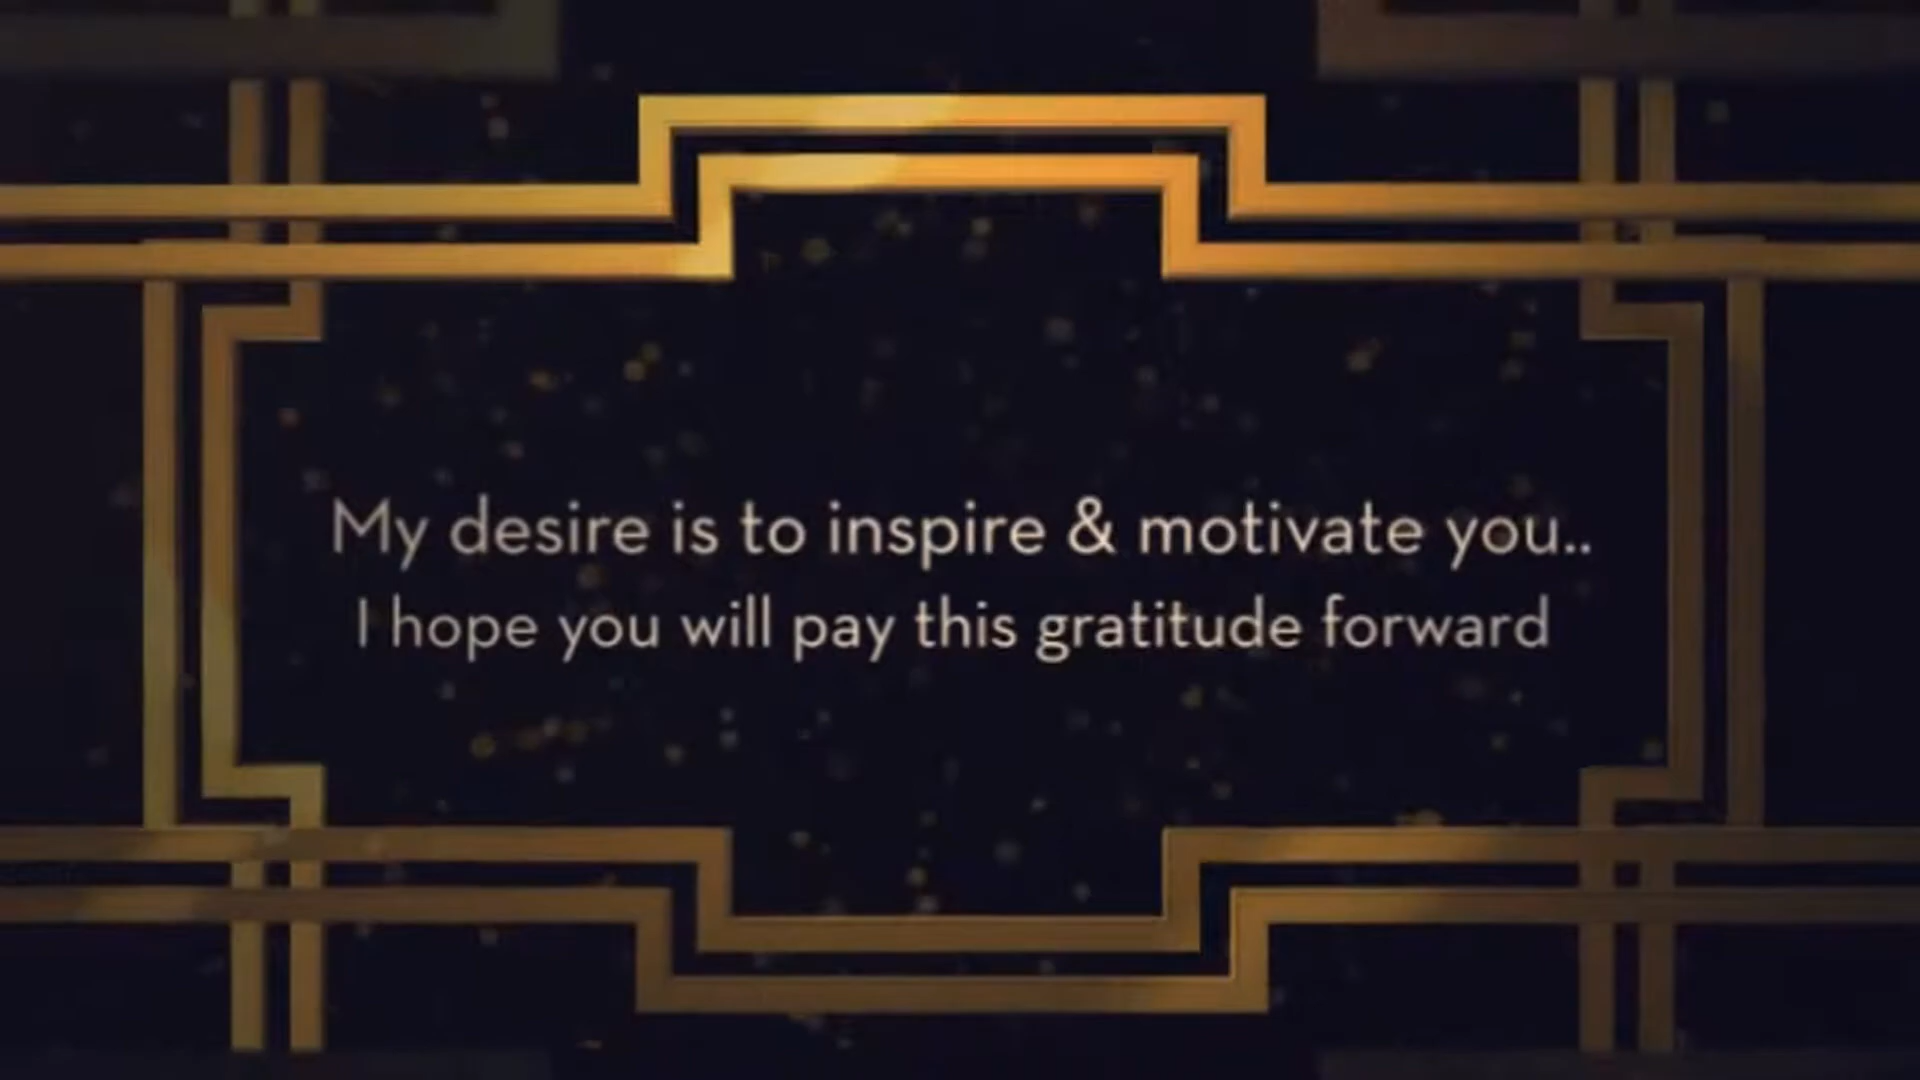 My desire is to inspire & motivate you..
I hope you will pay this gratitude forward